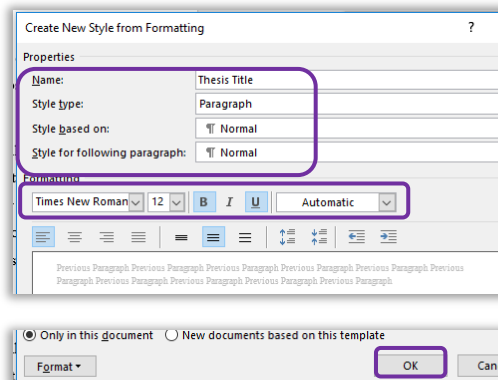 Create New Style from Formatting ?
Properties
Name: Thesis Title
Style type: Paragraph
Style based on: ¶ Normal
Style for following paragraph: ¶ Normal
Formatting
Times New Roman 12 B I U Automatic
Previous Paragraph Previous Paragraph Previous Paragraph Previous Paragraph Previous Paragraph Previous
Paragraph Previous Paragraph Previous Paragraph Previous Paragraph Previous Paragraph
Only in this document New documents based on this template
Format OK Can